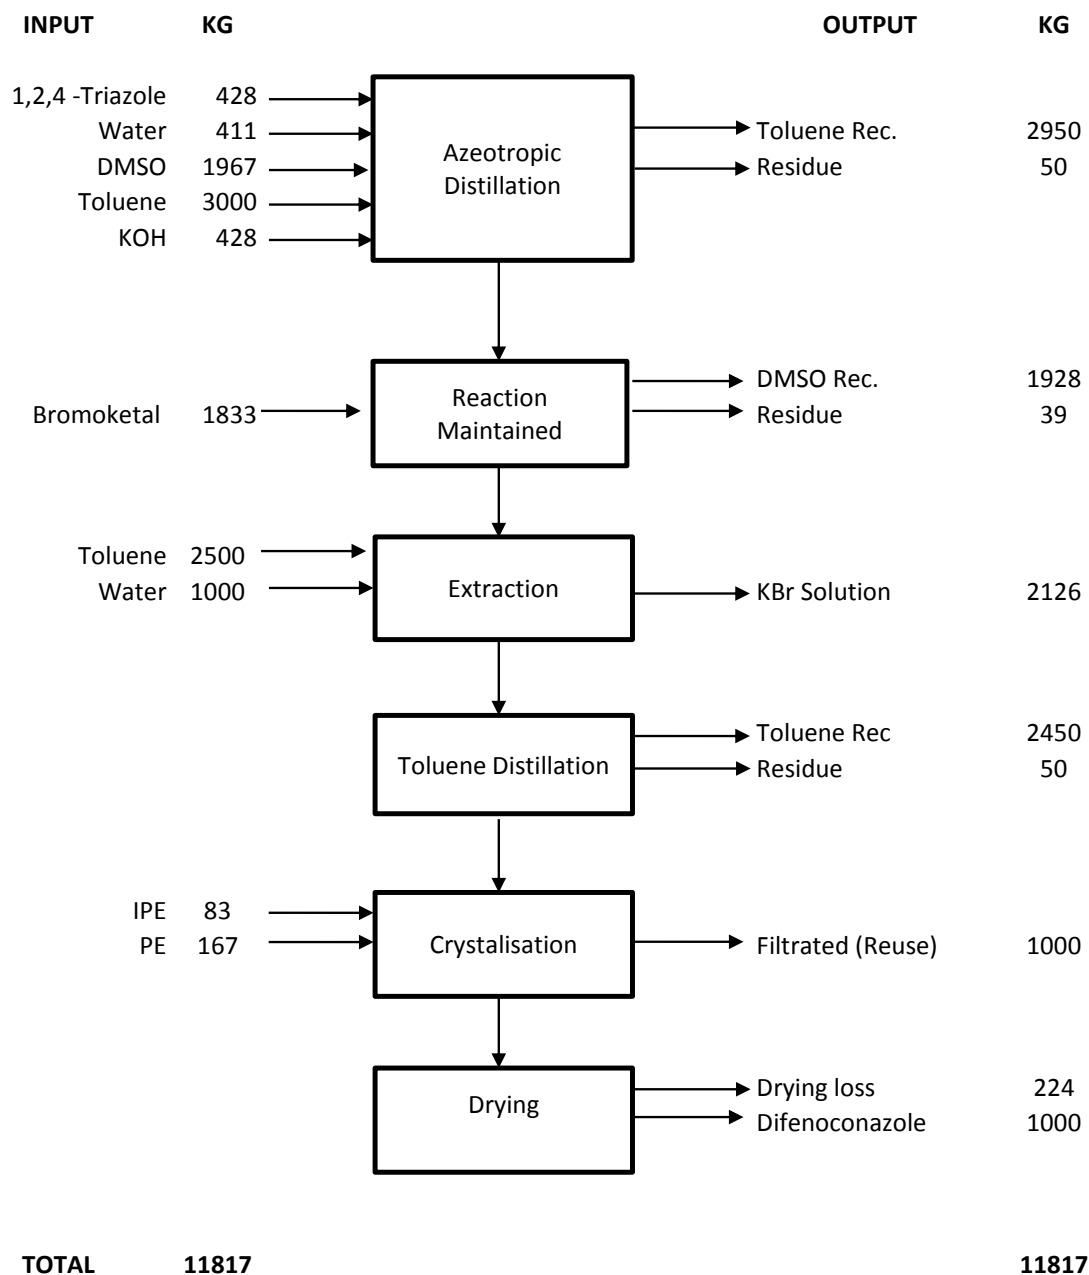 INPUT KG OUTPUT KG
1,2,4 -Triazole 428
Water 411 Toluene Rec. 2950
Azeotropic
DMSO 1967 Residue 50
Distillation
Toluene 3000
KOH 428
DMSO Rec. 1928
Reaction
Bromoketal 1833 Residue 39
Maintained
Toluene 2500
Water 1000 Extraction KBr Solution 2126
Toluene Rec 2450
Toluene Distillation Residue 50
IPE 83
PE 167 Crystalisation Filtrated (Reuse) 1000
Drying loss 224
Drying
Difenoconazole 1000
TOTAL 11817 11817